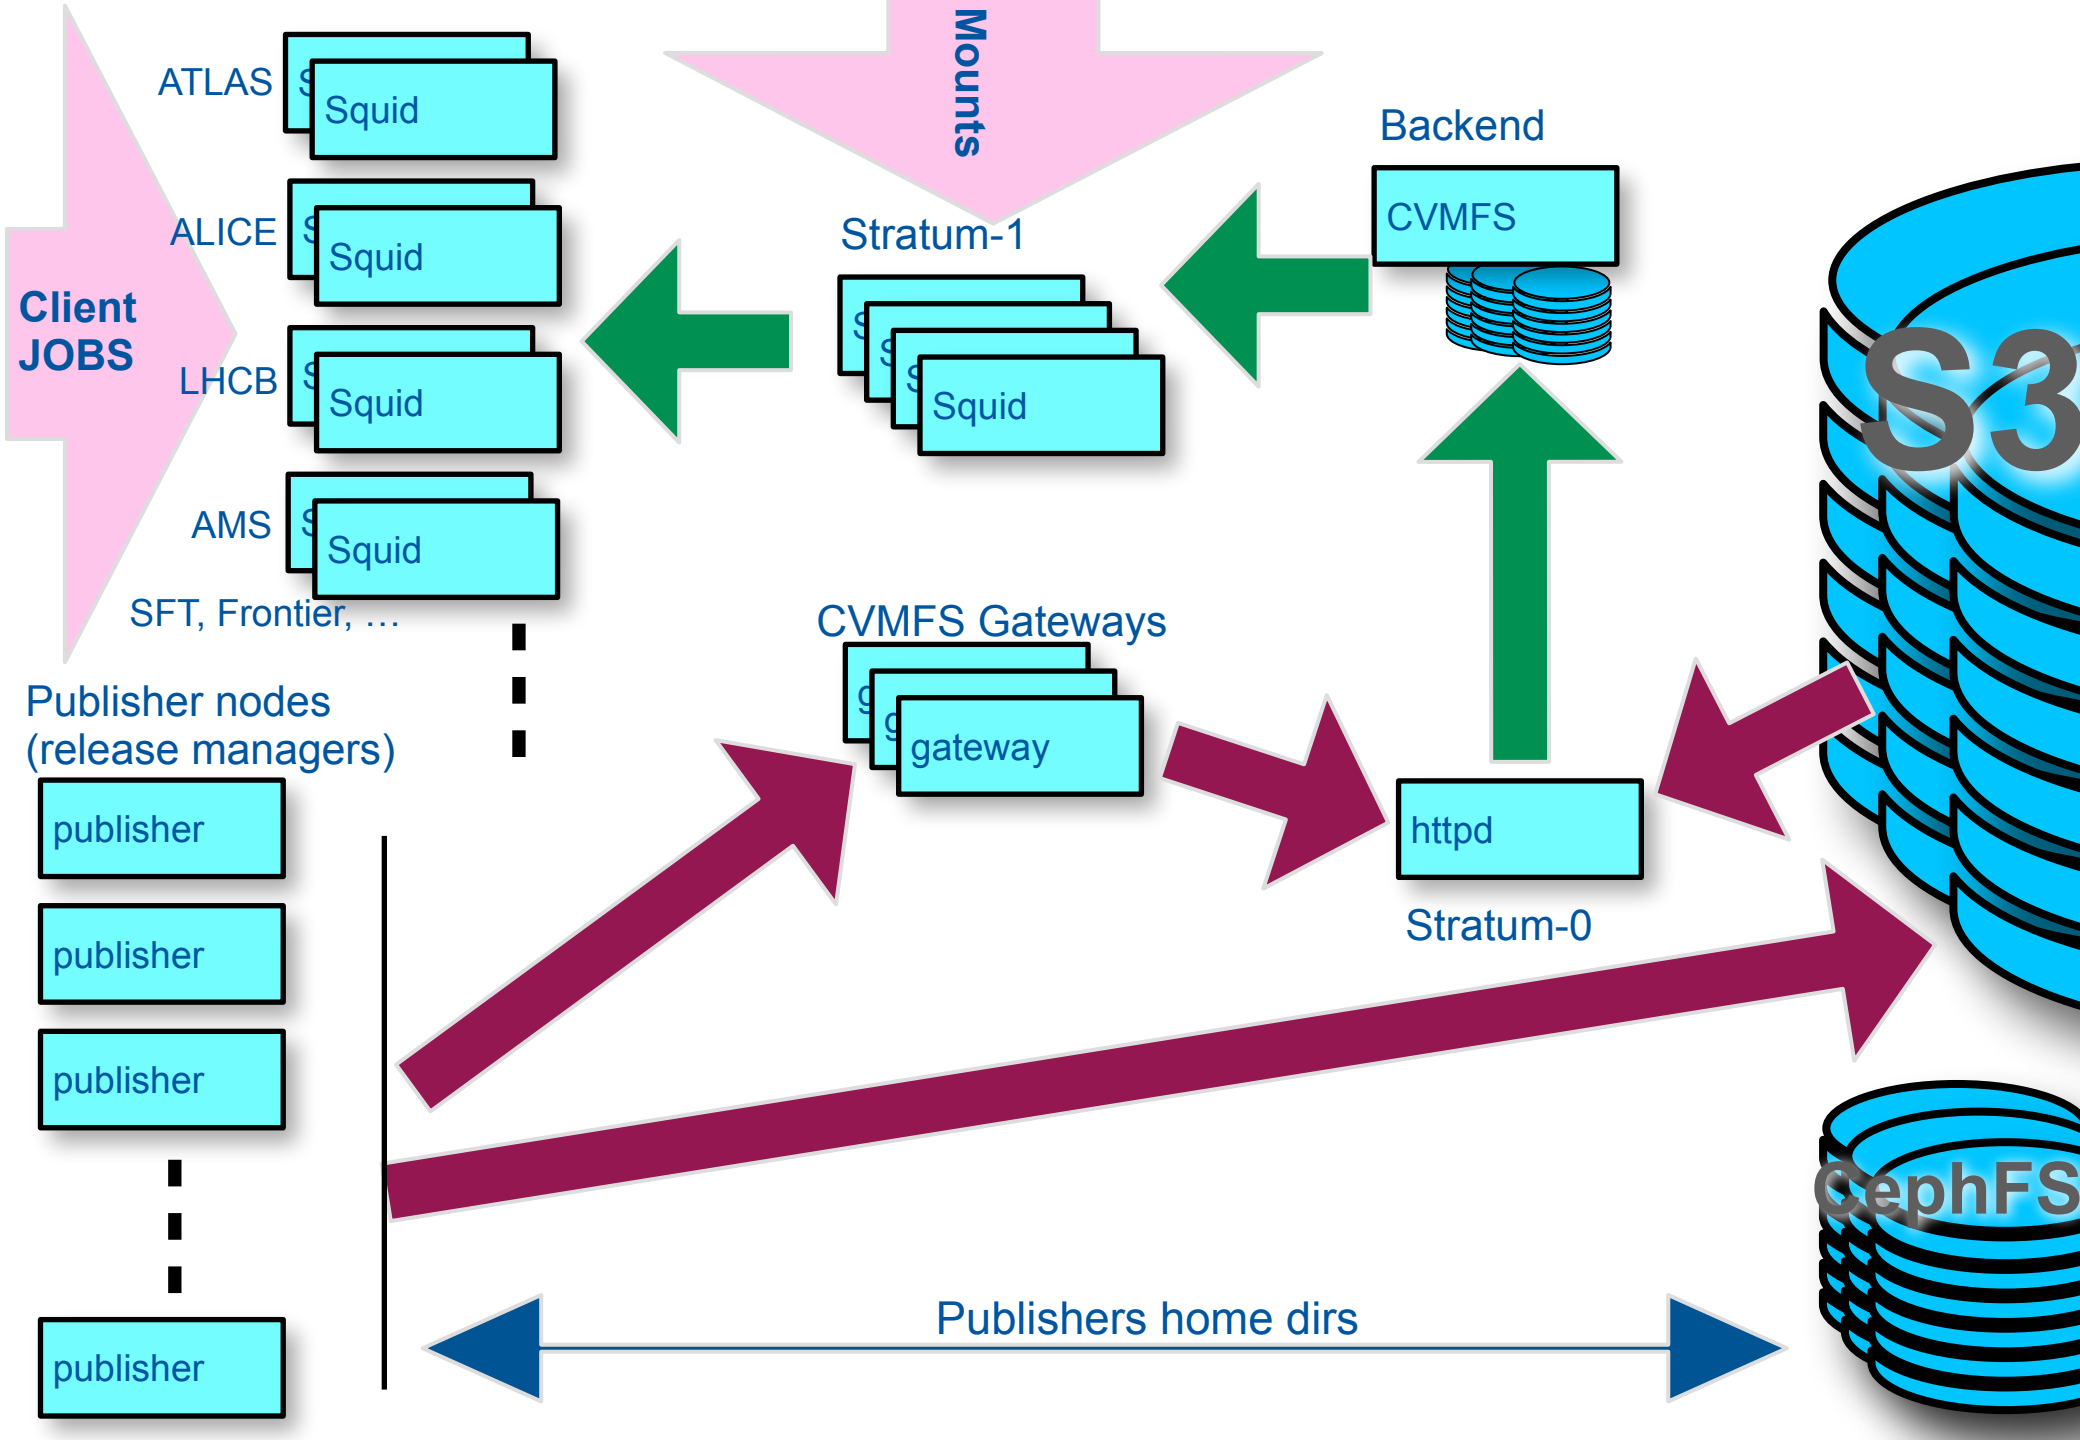 Mounts
ATLAS
Squid
Backend
CVMFS
ALICE
Squid
Stratum-1
Client
JOBS
LHCB
Squid
Squid
S3
AMS
Squid
SFT, Frontier, …
CVMFS Gateways
gateway
Publisher nodes
(release managers)
publisher
httpd
Stratum-0
publisher
publisher
CephFS
Publishers home dirs
publisher